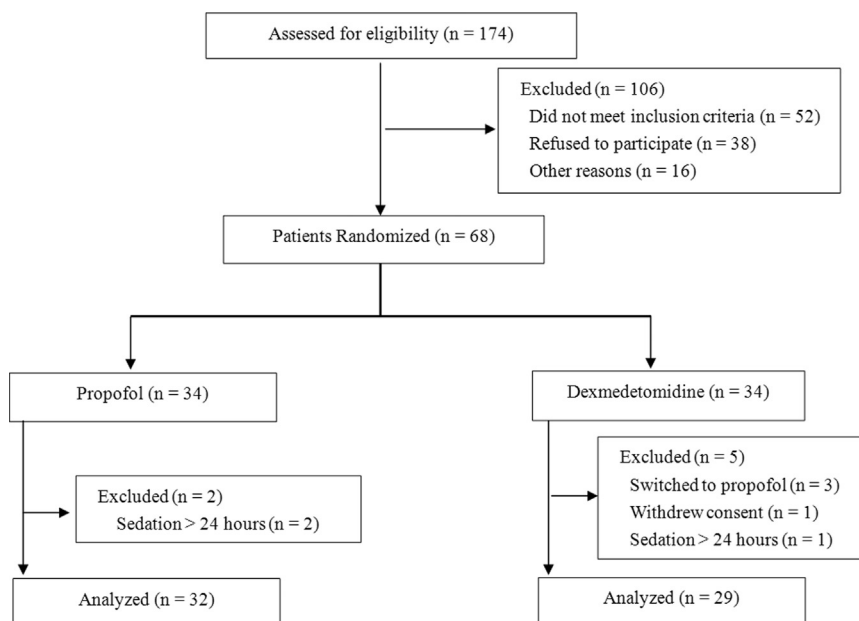 Assessed for eligibility (n = 174)
Excluded (n = 106)
Did not meet inclusion criteria (n = 52)
Refused to participate (n = 38)
Other reasons (n = 16)
Patients Randomized (n = 68)
Propofol (n = 34)
Dexmedetomidine (n = 34)
Excluded (n = 2)
Sedation > 24 hours (n = 2)
Excluded (n = 5)
Switched to propofol (n = 3)
Withdrew consent (n = 1)
Sedation > 24 hours (n = 1)
Analyzed (n = 32)
Analyzed (n = 29)